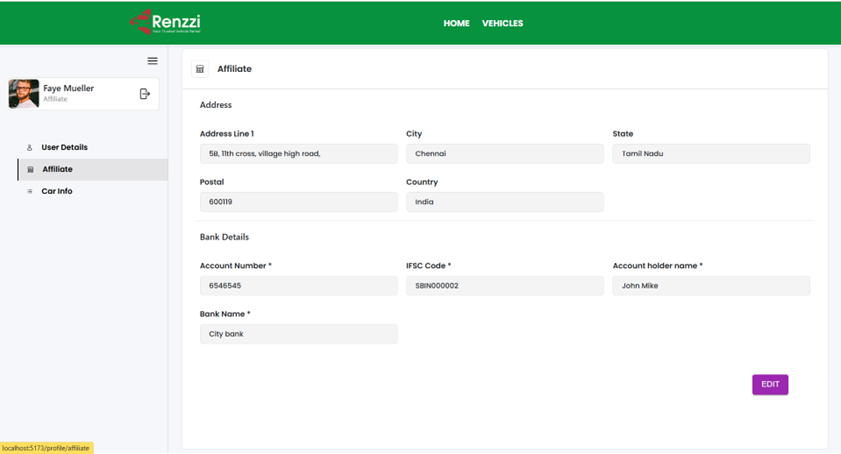 Renzzi
Your Trusted Vehicle Rental
HOME VEHICLES
Faye Mueller
Affiliate
User Details
Affiliate
Car Info
Affiliate
Address
Address Line 1 City State
5B, 11th cross, village high road, Chennai Tamil Nadu
Postal Country
600119 India
Bank Details
Account Number * IFSC Code * Account holder name *
6546545 SBIN000002 John Mike
Bank Name *
City bank
EDIT
localhost:5173/profile/affiliate